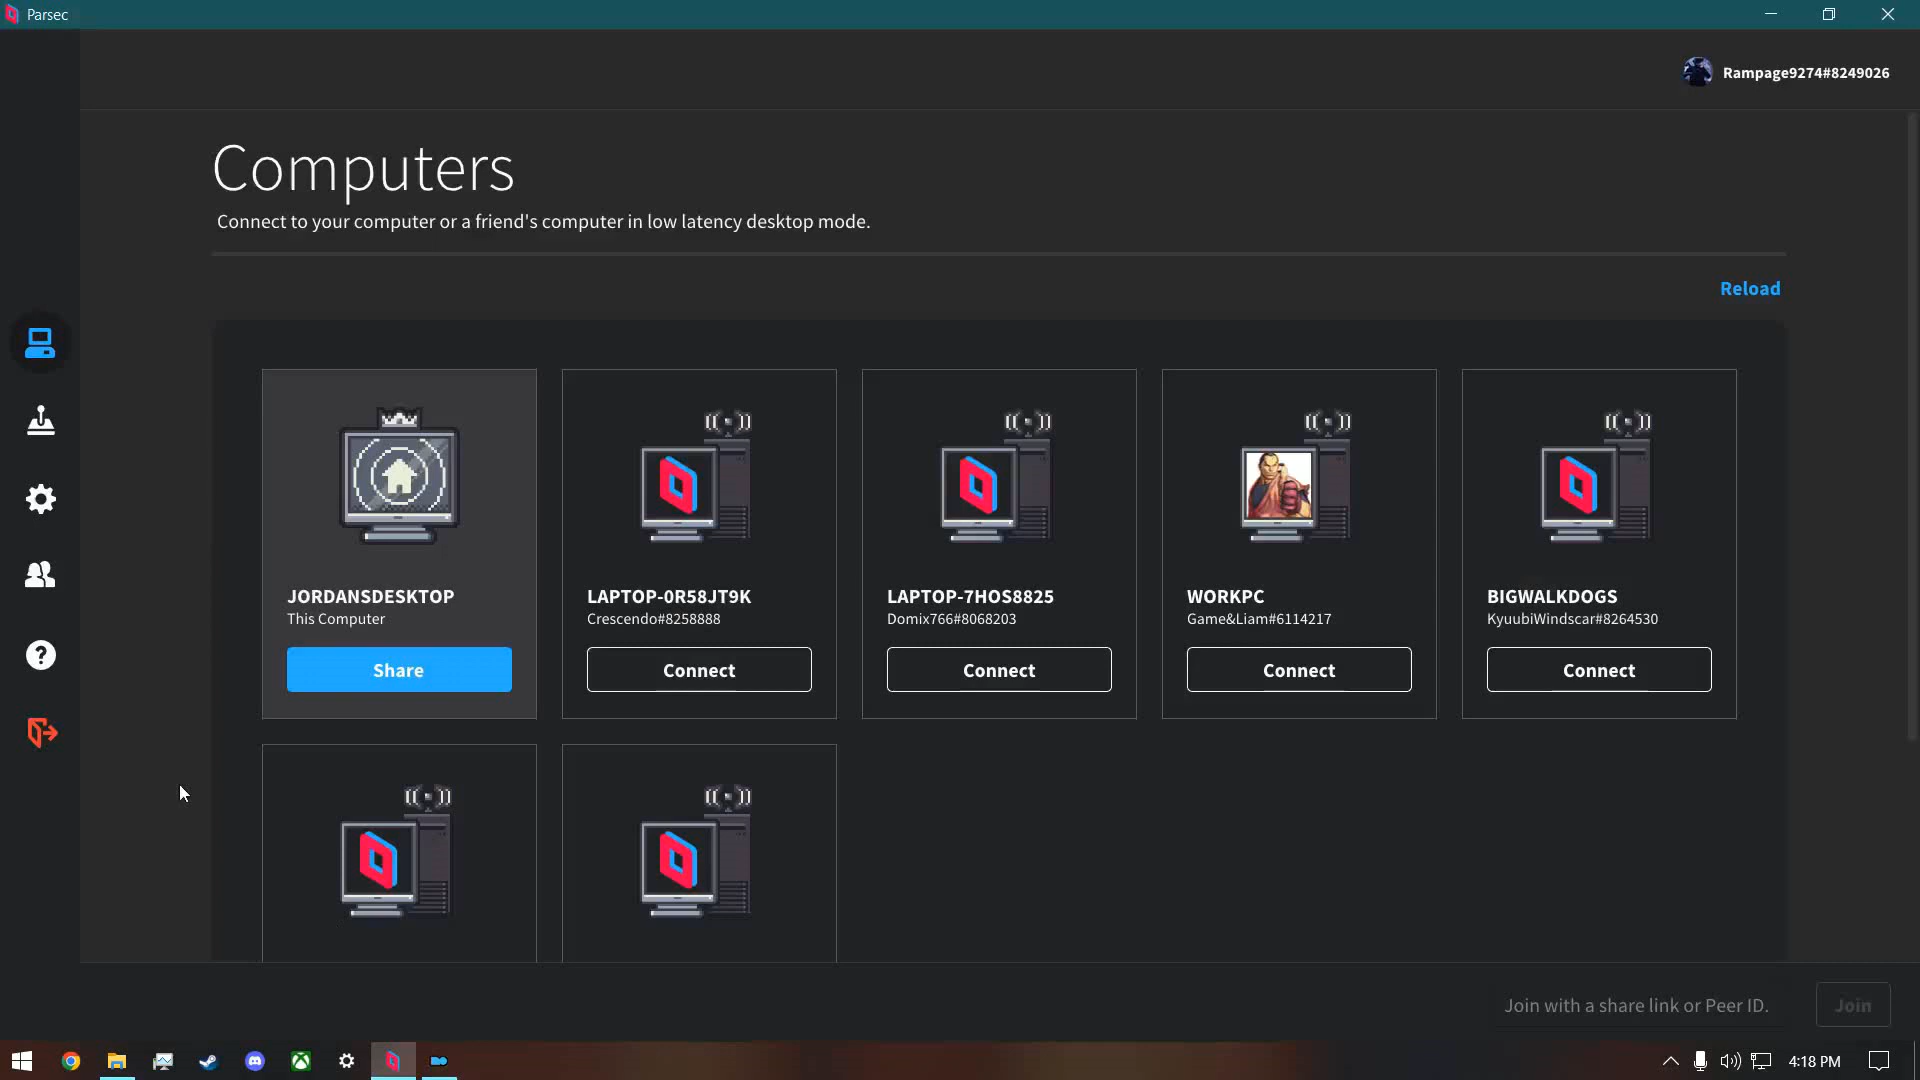 Parsec
Rampage9274#8249026
Computers
Connect to your computer or a friend's computer in low latency desktop mode.
Reload
JORDANSDESKTOP
This Computer
Share
LAPTOP-0R58JT9K
Crescendo#8258888
Connect
LAPTOP-7HOS8825
Domix766#8068203
Connect
WORKPC
Game&Liam#6114217
Connect
BIGWALKDOGS
KyuubiWindscar#8264530
Connect
Join with a share link or Peer ID.
Join
4:18 PM